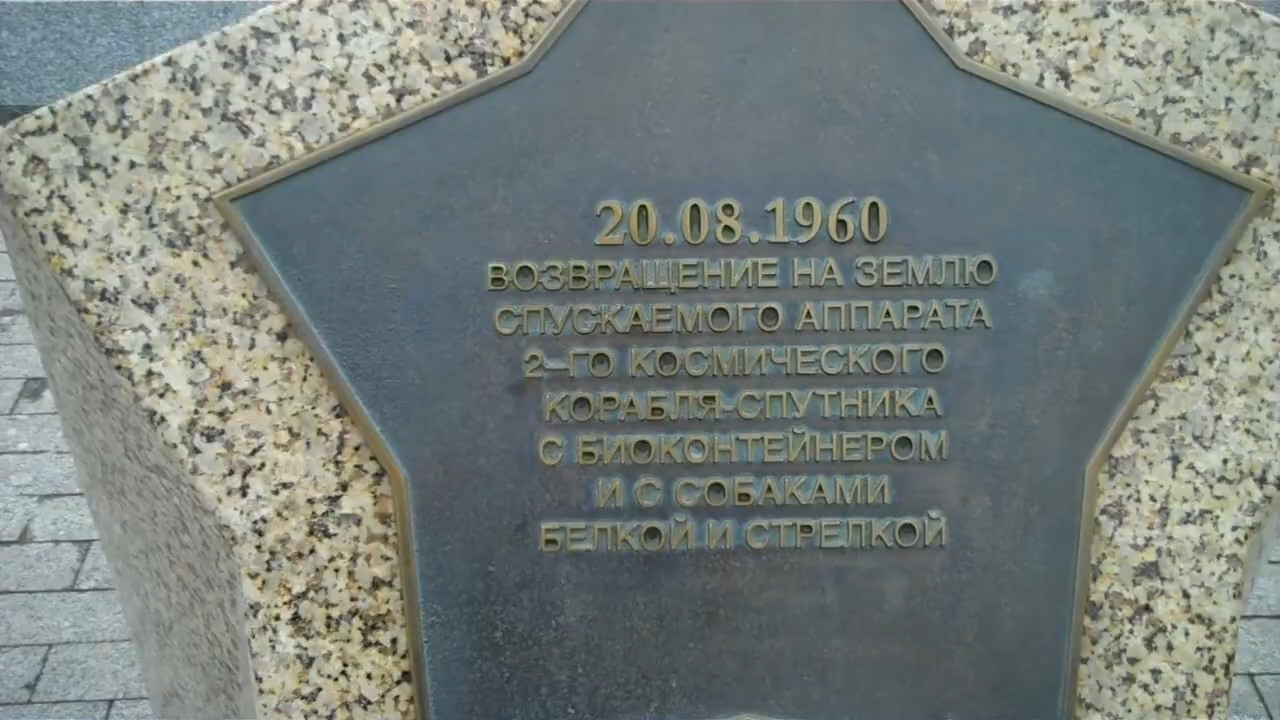 20.08.1960
ВОЗВРАЩЕНИЕ НА ЗЕМЛЮ
СПУСКАЕМОГО АППАРАТА
2-ГО КОСМИЧЕСКОГО
КОРАБЛЯ-СПУТНИКА
С БИОКОНТЕЙНЕРОМ
И С СОБАКАМИ
БЕЛКОЙ И СТРЕЛКОЙ